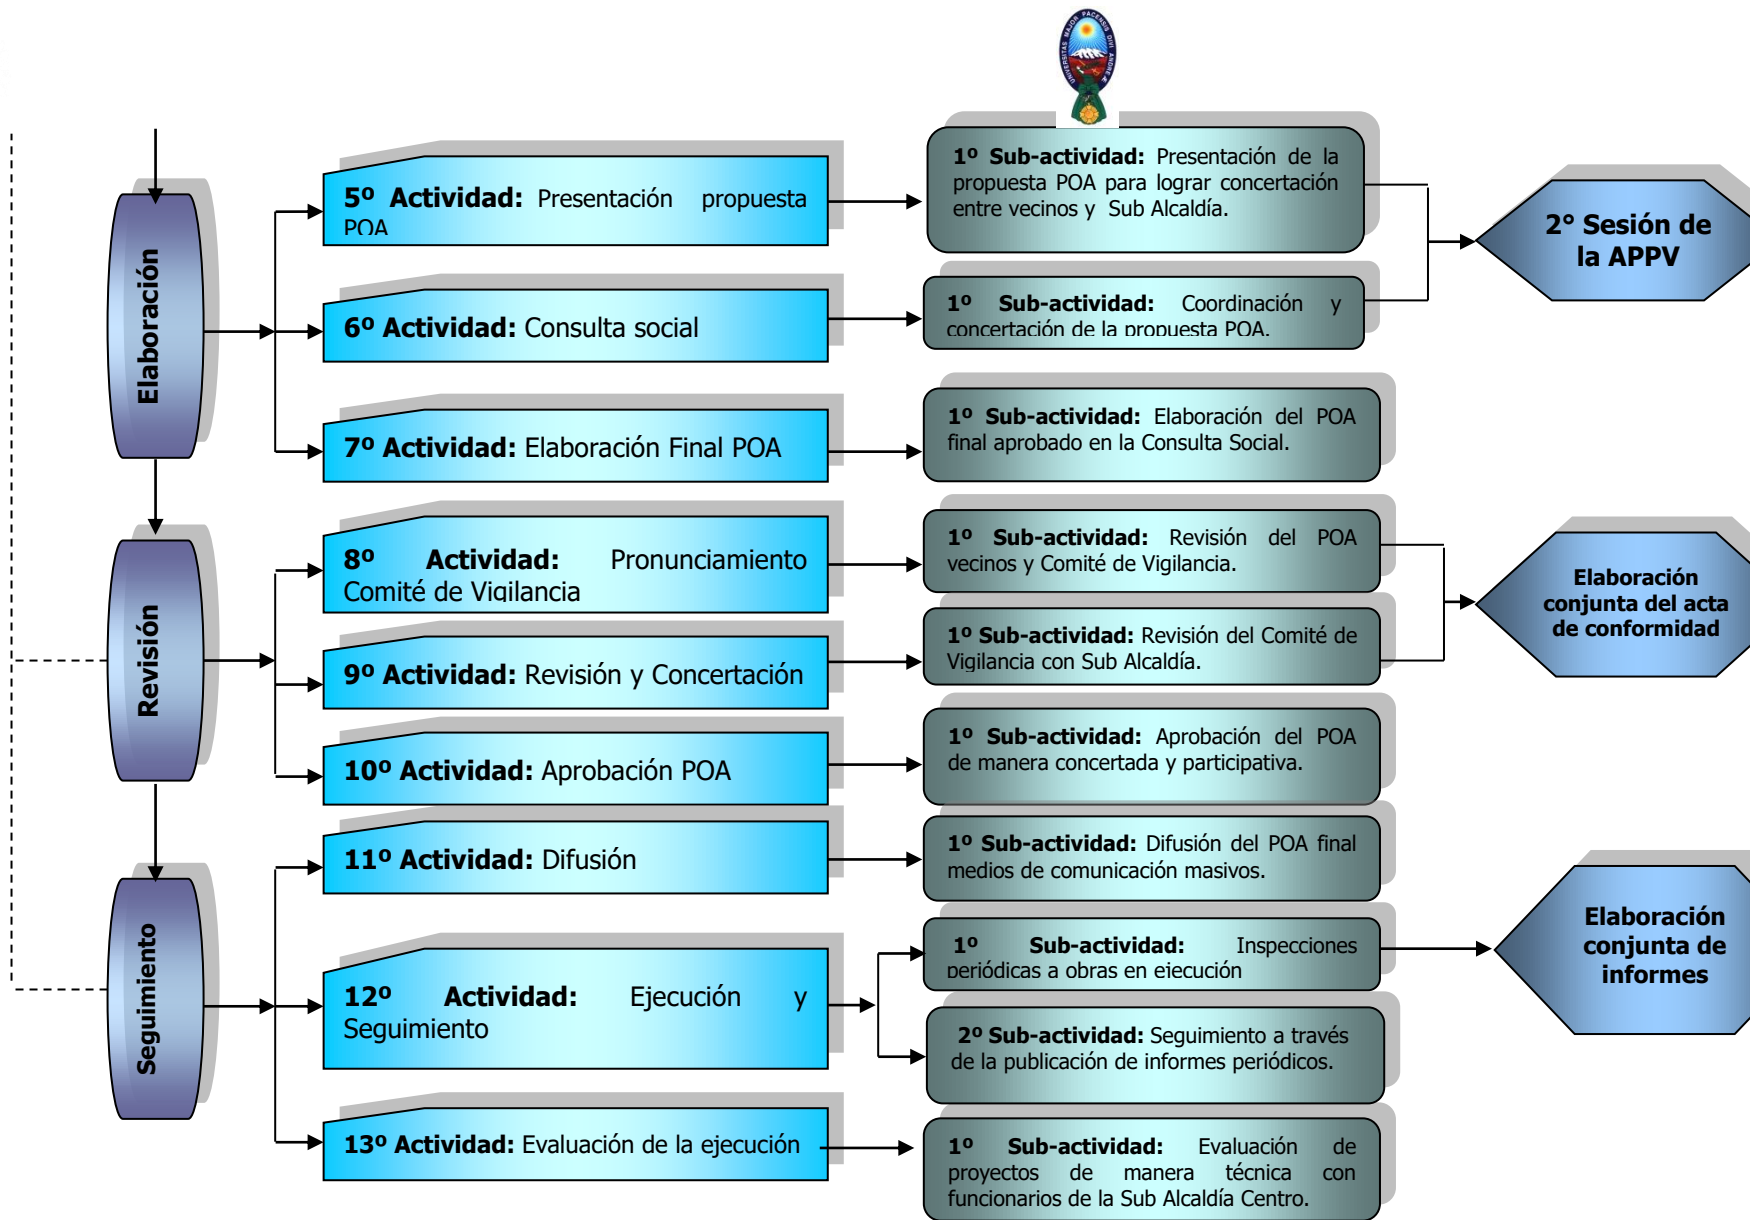 UNIVERSITAS MAJOR PACENSIS DIVI ANDREÆ
Elaboración
5º Actividad: Presentación propuesta
POA
1º Sub-actividad: Presentación de la
propuesta POA para lograr concertación
entre vecinos y Sub Alcaldía.
2° Sesión de
la APPV
6º Actividad: Consulta social
1º Sub-actividad: Coordinación y
concertación de la propuesta POA.
7º Actividad: Elaboración Final POA
1º Sub-actividad: Elaboración del POA
final aprobado en la Consulta Social.
Revisión
8º Actividad: Pronunciamiento
Comité de Vigilancia
1º Sub-actividad: Revisión del POA
vecinos y Comité de Vigilancia.
Elaboración
conjunta del acta
de conformidad
9º Actividad: Revisión y Concertación
1º Sub-actividad: Revisión del Comité de
Vigilancia con Sub Alcaldía.
10º Actividad: Aprobación POA
1º Sub-actividad: Aprobación del POA
de manera concertada y participativa.
Seguimiento
11º Actividad: Difusión
1º Sub-actividad: Difusión del POA final
medios de comunicación masivos.
12º Actividad: Ejecución y
Seguimiento
1º Sub-actividad: Inspecciones
periódicas a obras en ejecución
Elaboración
conjunta de
informes
2º Sub-actividad: Seguimiento a través
de la publicación de informes periódicos.
13º Actividad: Evaluación de la ejecución
1º Sub-actividad: Evaluación de
proyectos de manera técnica con
funcionarios de la Sub Alcaldía Centro.